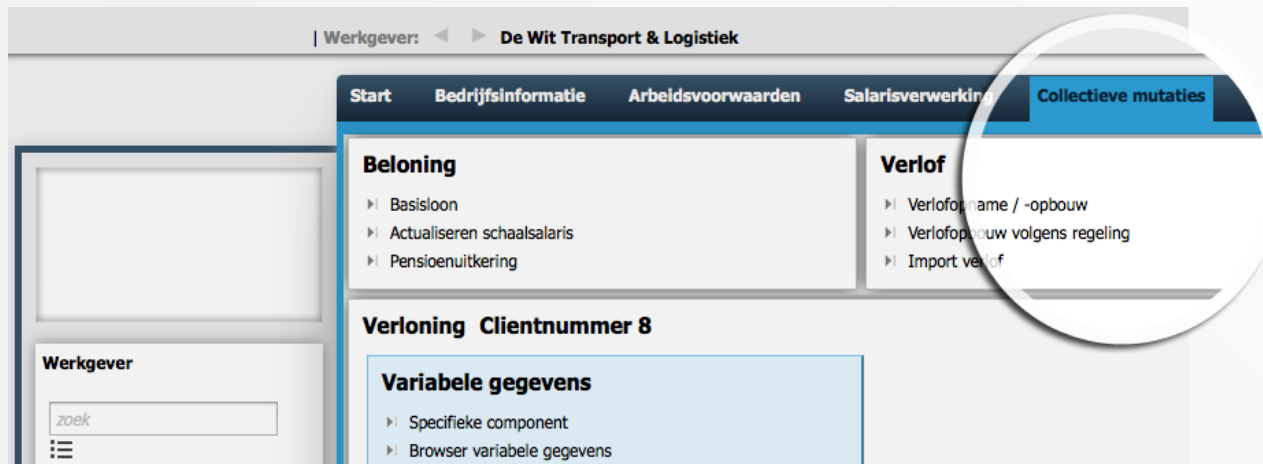 | Werkgever: De Wit Transport & Logistiek
Start Bedrijfsinformatie Arbeidsvoorwaarden Salarisverwerking Collectieve mutaties
Beloning
Basisloon
Actualiseren schaalsalaris
Pensioenuitkering
Verlof
Verlofopname / -opbouw
Verlofopbouw volgens regeling
Import verlof
Verloning Clientnummer 8
Variabele gegevens
Specifieke component
Browser variabele gegevens
Werkgever
zoek